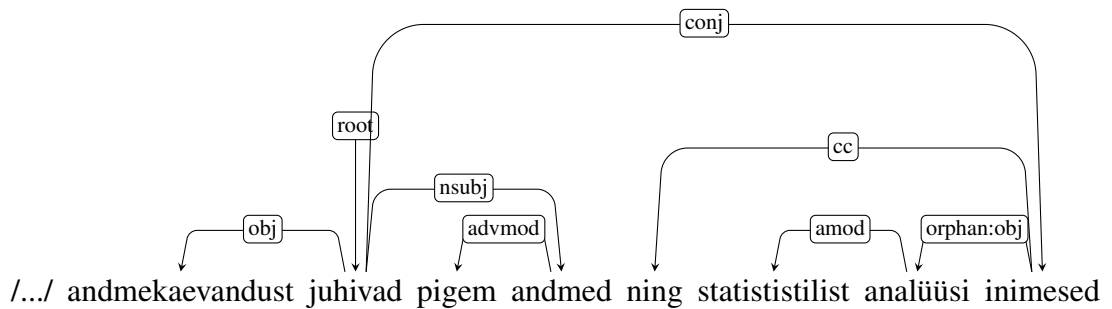 conj
root
cc
nsubj
obj advmod amod orphan:obj
/.../ andmekaevandust juhivad pigem andmed ning statististilist analüüsi inimesed